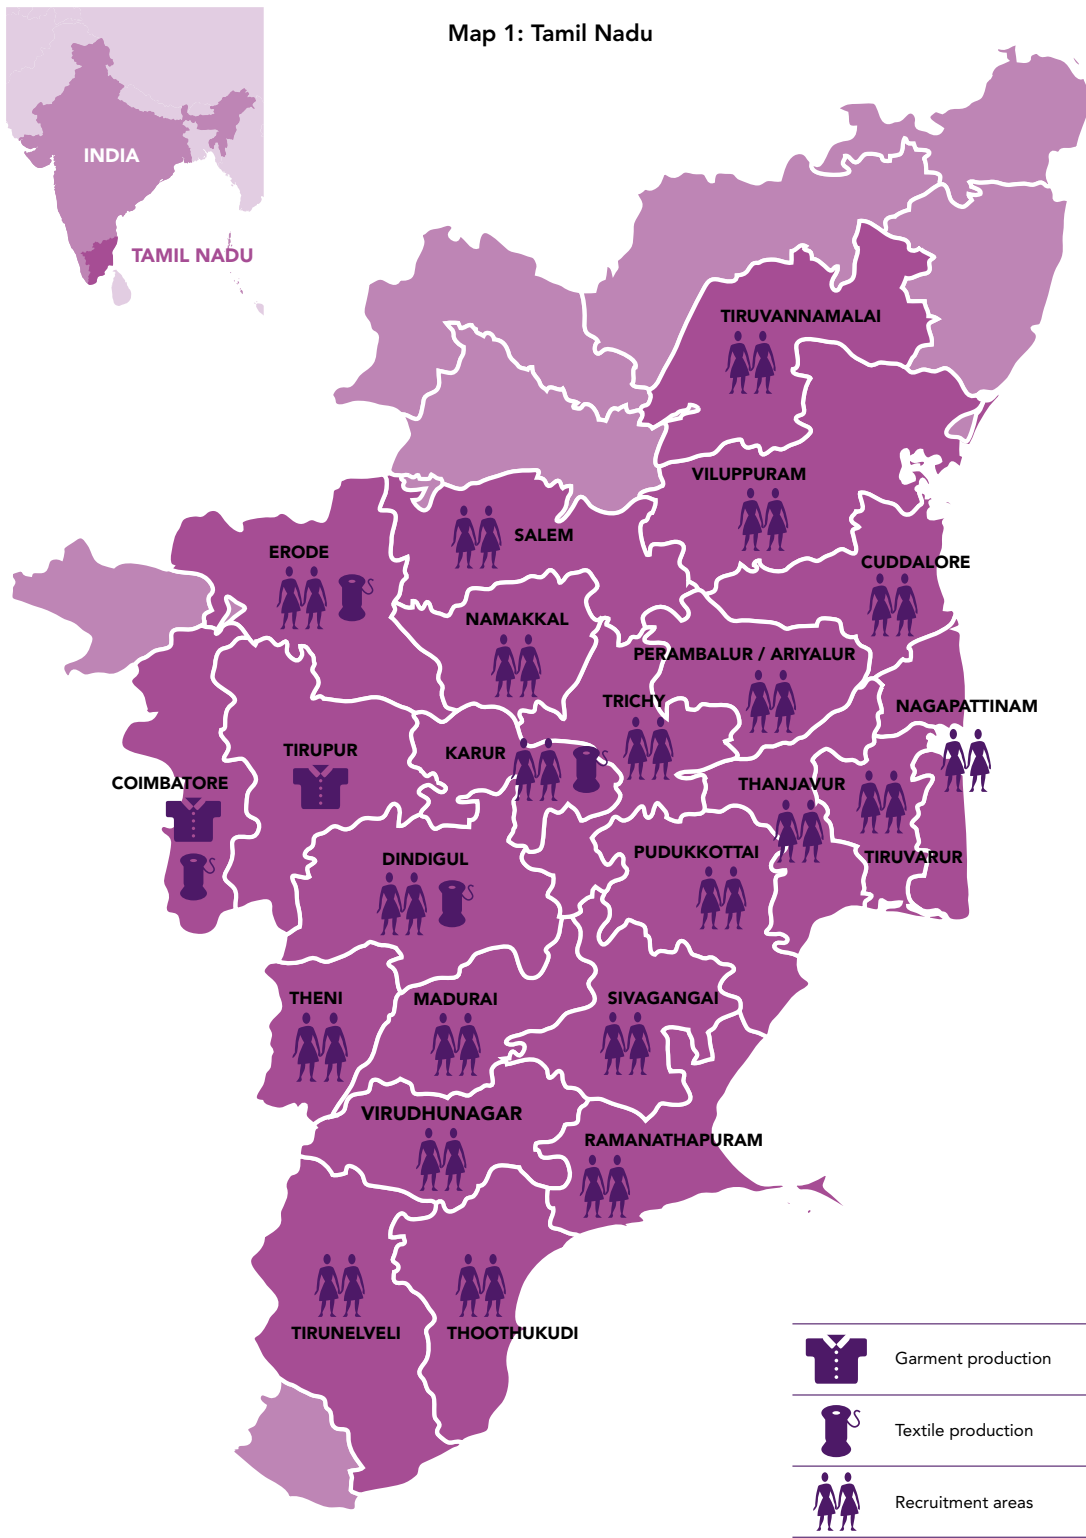 Map 1: Tamil Nadu
INDIA
TAMIL NADU
TIRUVANNAMALAI
VILUPPURAM
SALEM
ERODE
CUDDALORE
NAMAKKAL
PERAMBALUR / ARIYALUR
TRICHY
NAGAPATTINAM
TIRUPUR
KARUR
COIMBATORE
THANJAVUR
DINDIGUL
PUDUKKOTTAI
TIRUVARUR
THENI
MADURAI
SIVAGANGAI
VIRUDHUNAGAR
RAMANATHAPURAM
TIRUNELVELI
THOOTHUKUDI
Garment production
Textile production
Recruitment areas